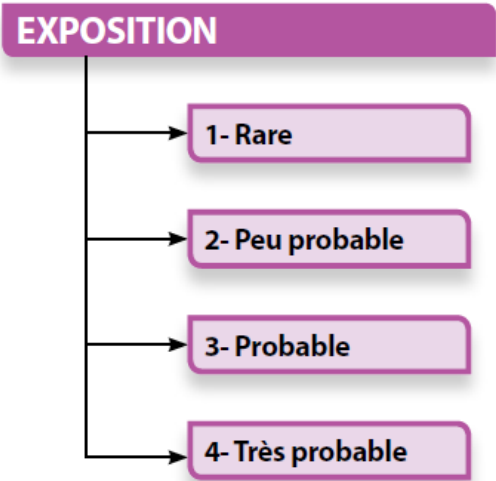 EXPOSITION
1- Rare
2- Peu probable
3- Probable
4- Très probable